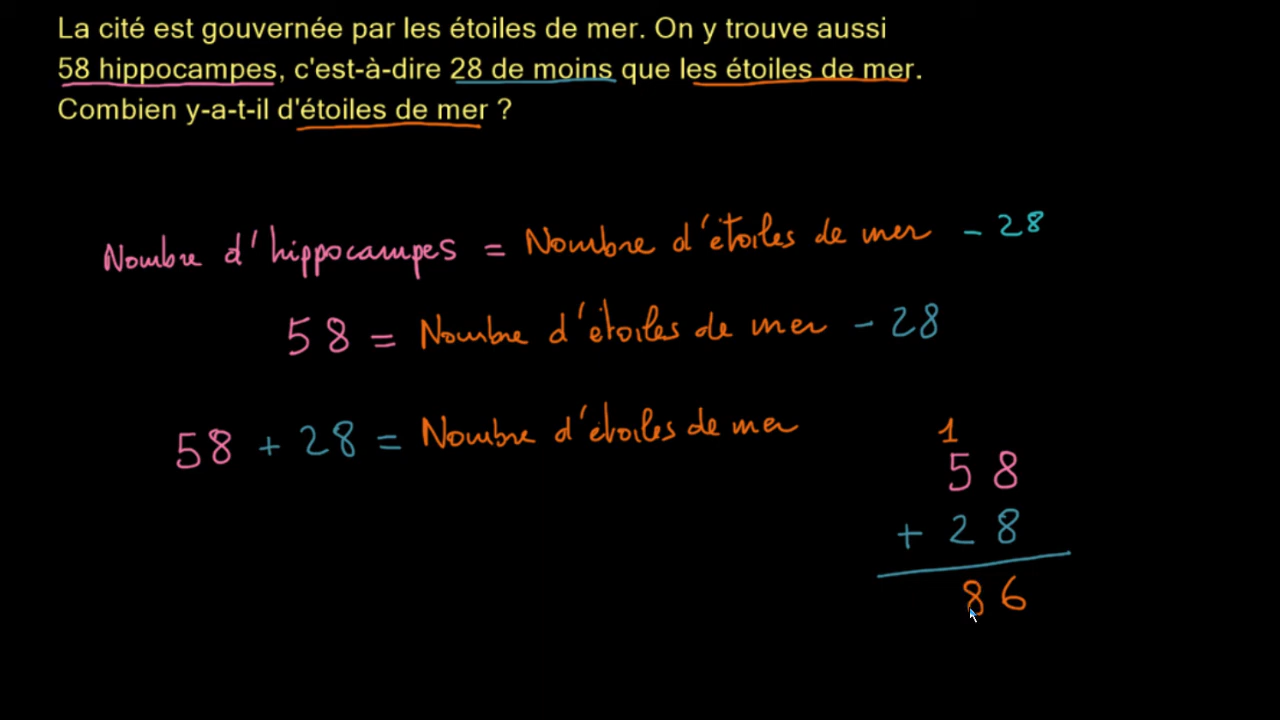 La cité est gouvernée par les étoiles de mer. On y trouve aussi
58 hippocampes, c'est-à-dire 28 de moins que les étoiles de mer.
Combien y-a-t-il d'étoiles de mer ?
Nombre d'hippocampes = Nombre d'étoiles de mer - 28
58 = Nombre d'étoiles de mer - 28
58 + 28 = Nombre d'étoiles de mer
1
58
+ 28
86